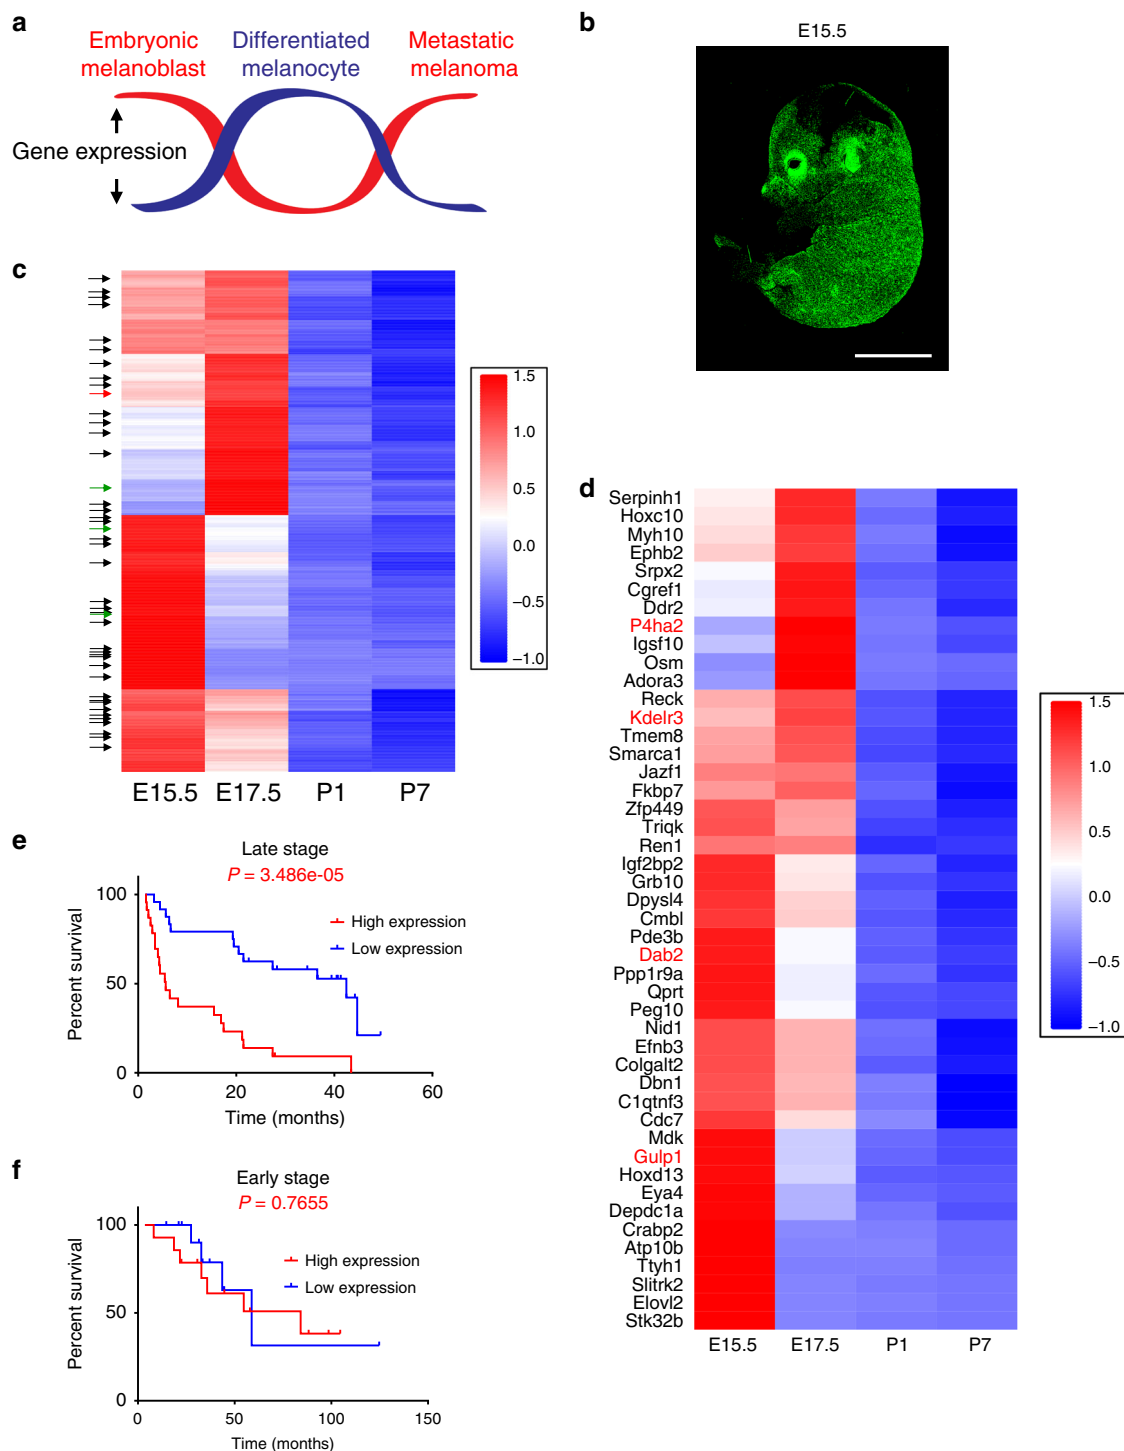 a
Embryonic
melanoblast
Differentiated
melanocyte
Metastatic
melanoma
Gene expression
b
E15.5
c
1.5
1.0
0.5
0.0
−0.5
−1.0
E15.5 E17.5 P1 P7
d
Serpinh1
Hoxc10
Myh10
Ephb2
Srpx2
Cgref1
Ddr2
P4ha2
Igsf10
Osm
Adora3
Reck
Kdelr3
Tmem8
Smarca1
Jazf1
Fkbp7
Zfp449
Triqk
Ren1
Igf2bp2
Grb10
Dpysl4
Cmbl
Pde3b
Dab2
Ppp1r9a
Qprt
Peg10
Nid1
Efnb3
Colgalt2
Dbn1
C1qtnf3
Cdc7
Mdk
Gulp1
Hoxd13
Eya4
Depdc1a
Crabp2
Atp10b
Ttyh1
Slitrk2
Elovl2
Stk32b
E15.5 E17.5 P1 P7
1.5
1.0
0.5
0.0
−0.5
−1.0
e
Late stage
P = 3.486e-05
High expression
Low expression
Percent survival
100
50
0
0 20 40 60
Time (months)
f
Early stage
P = 0.7655
High expression
Low expression
Percent survival
100
50
0
0 50 100 150
Time (months)